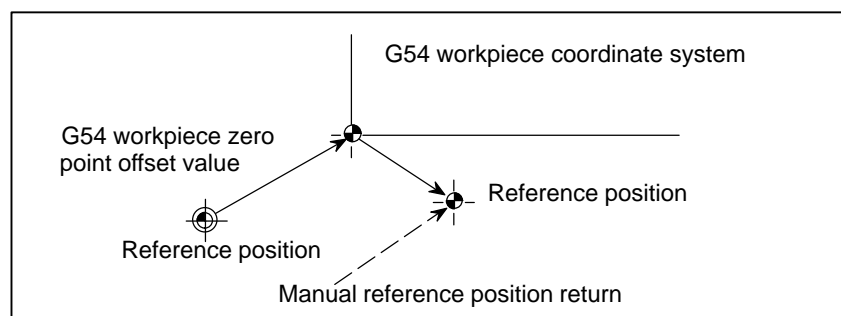 G54 workpiece coordinate system
G54 workpiece zero
point offset value
Reference position
Reference position
Manual reference position return